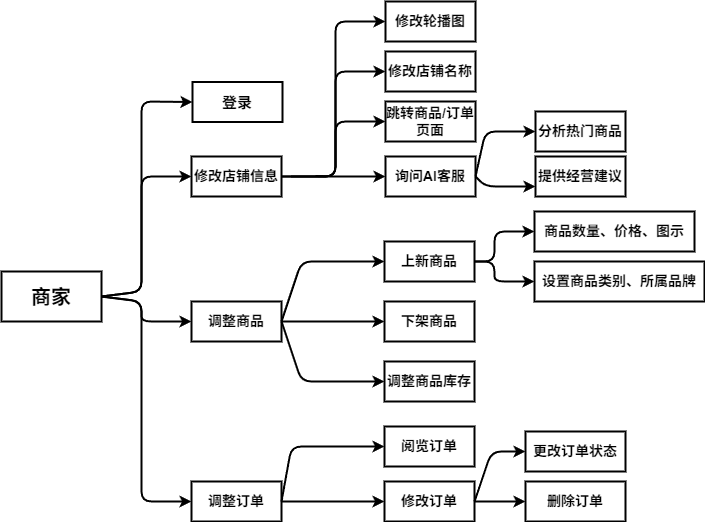 商家
登录
修改店铺信息
修改轮播图
修改店铺名称
跳转商品/订单
页面
询问AI客服
分析热门商品
提供经营建议
调整商品
上新商品
商品数量、价格、图示
设置商品类别、所属品牌
下架商品
调整商品库存
调整订单
阅览订单
修改订单
更改订单状态
删除订单